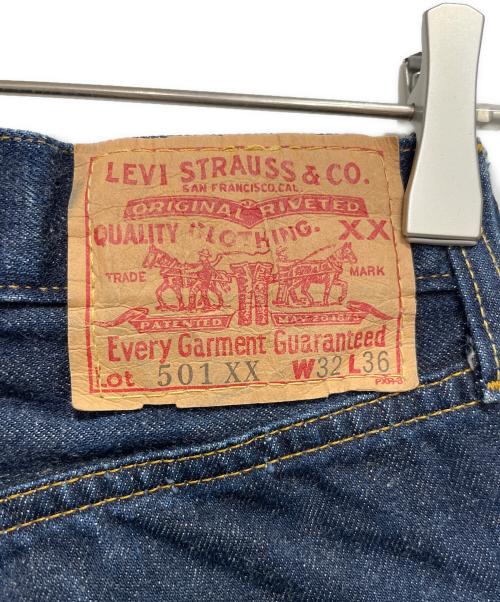 LEVI STRAUSS & CO.
SAN FRANCISCO, CAL.
ORIGINAL RIVETED
QUALITY CLOTHING. XX
TRADE MARK
PATENTED MAY 20 1873
Every Garment Guaranteed
Lot 501 XX W32 L36